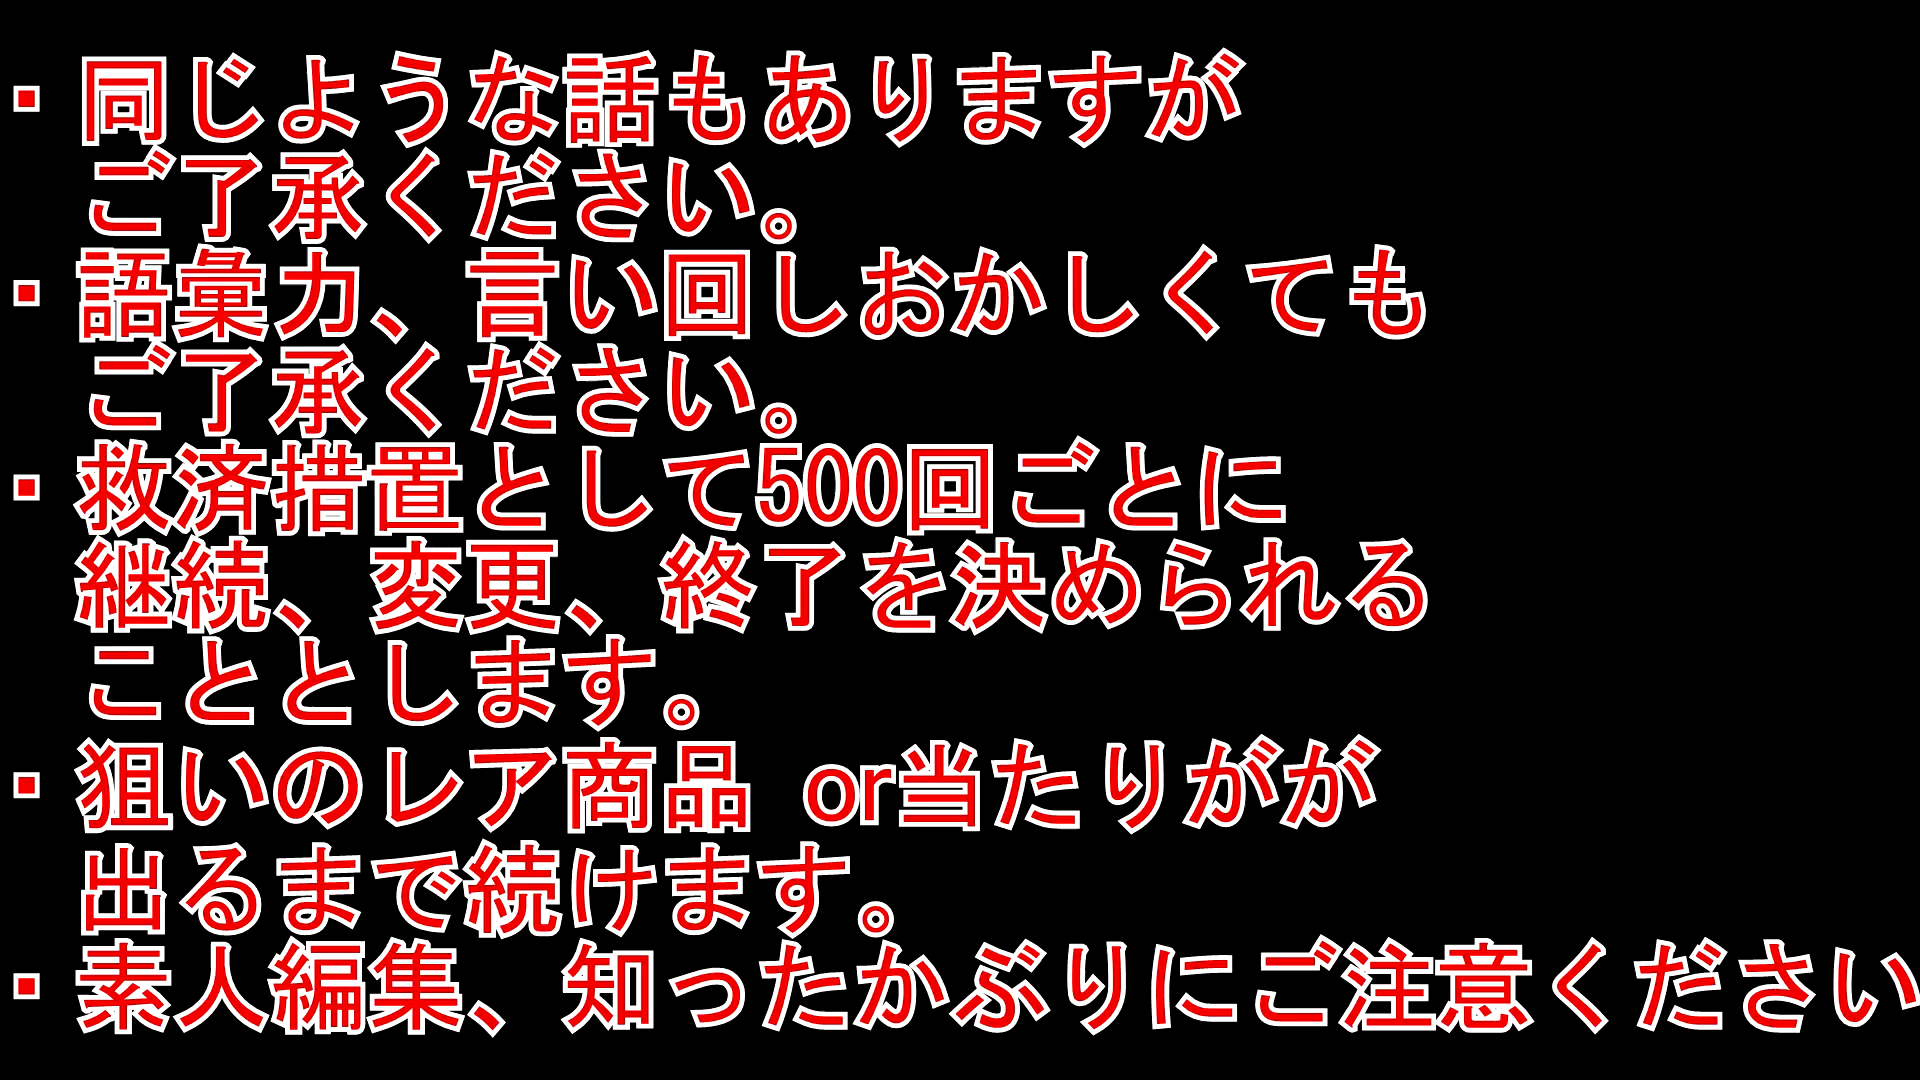 ・同じような話もありますが
ご了承ください。
・語彙力、言い回しおかしくても
ご了承ください。
・救済措置として500回ごとに
継続、変更、終了を決められる
こととします。
・狙いのレア商品 or当たりがが
出るまで続けます。
・素人編集、知ったかぶりにご注意ください